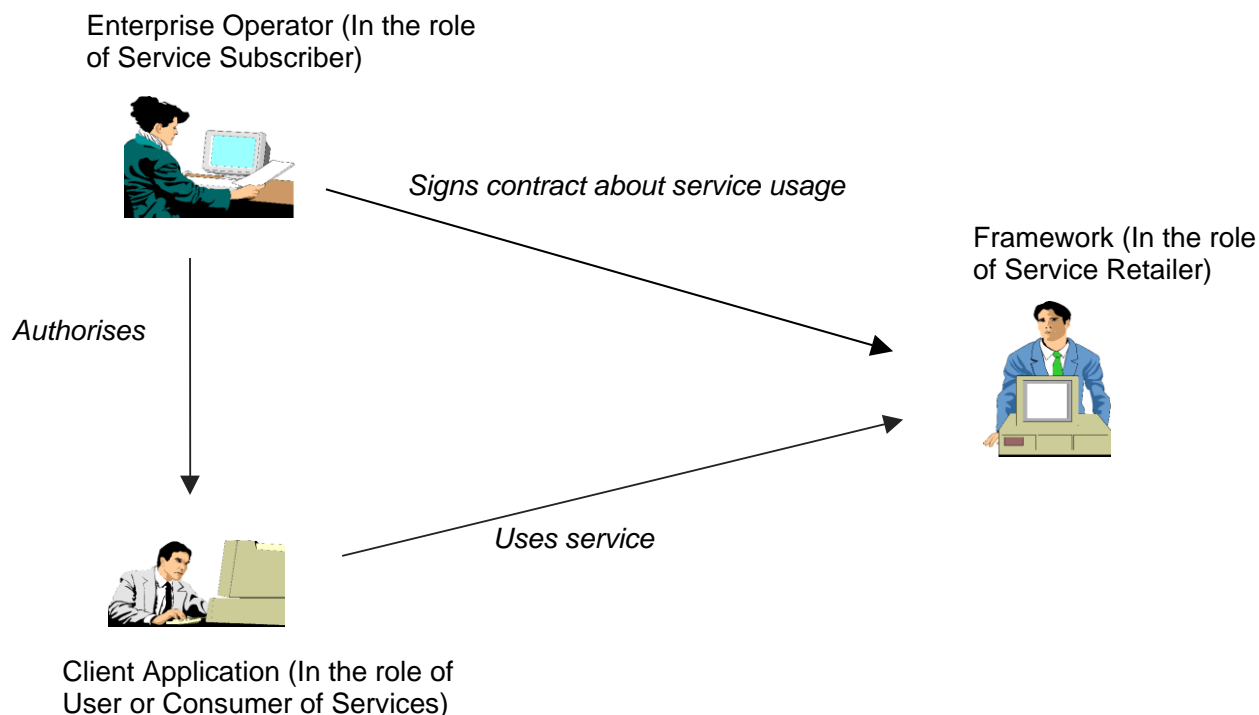 Enterprise Operator (In the role
of Service Subscriber)
Signs contract about service usage
Framework (In the role
of Service Retailer)
Authorises
Uses service
Client Application (In the role of
User or Consumer of Services)